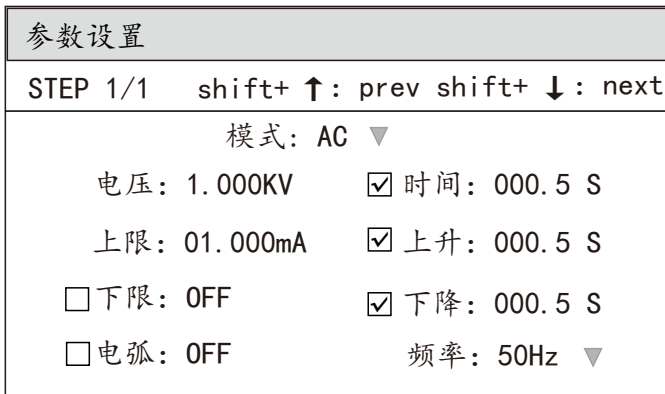 参数设置
STEP 1/1 shift+ ↑: prev shift+ ↓: next
模式: AC ▼
电压: 1.000KV ☑ 时间: 000.5 S
上限: 01.000mA ☑ 上升: 000.5 S
☐ 下限: OFF ☑ 下降: 000.5 S
☐ 电弧: OFF 频率: 50Hz ▼